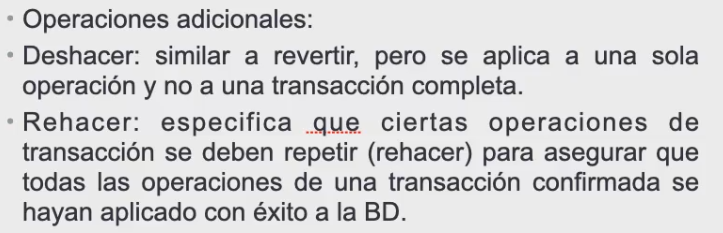 • Operaciones adicionales:
• Deshacer: similar a revertir, pero se aplica a una sola
operación y no a una transacción completa.
• Rehacer: especifica que ciertas operaciones de
transacción se deben repetir (rehacer) para asegurar que
todas las operaciones de una transacción confirmada se
hayan aplicado con éxito a la BD.